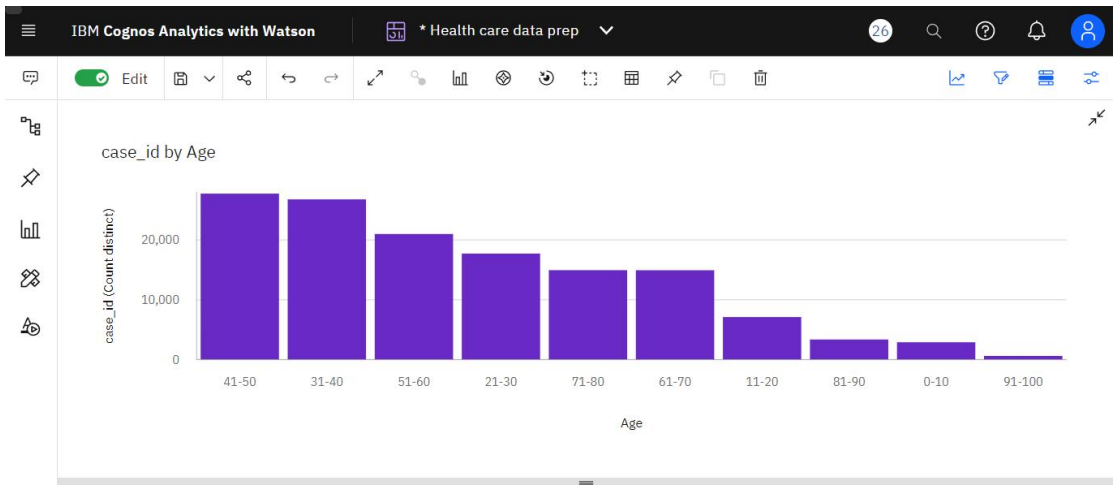 IBM Cognos Analytics with Watson
* Health care data prep
26
Edit
case_id by Age
case_id (Count distinct)
20,000
10,000
0
41-50 31-40 51-60 21-30 71-80 61-70 11-20 81-90 0-10 91-100
Age